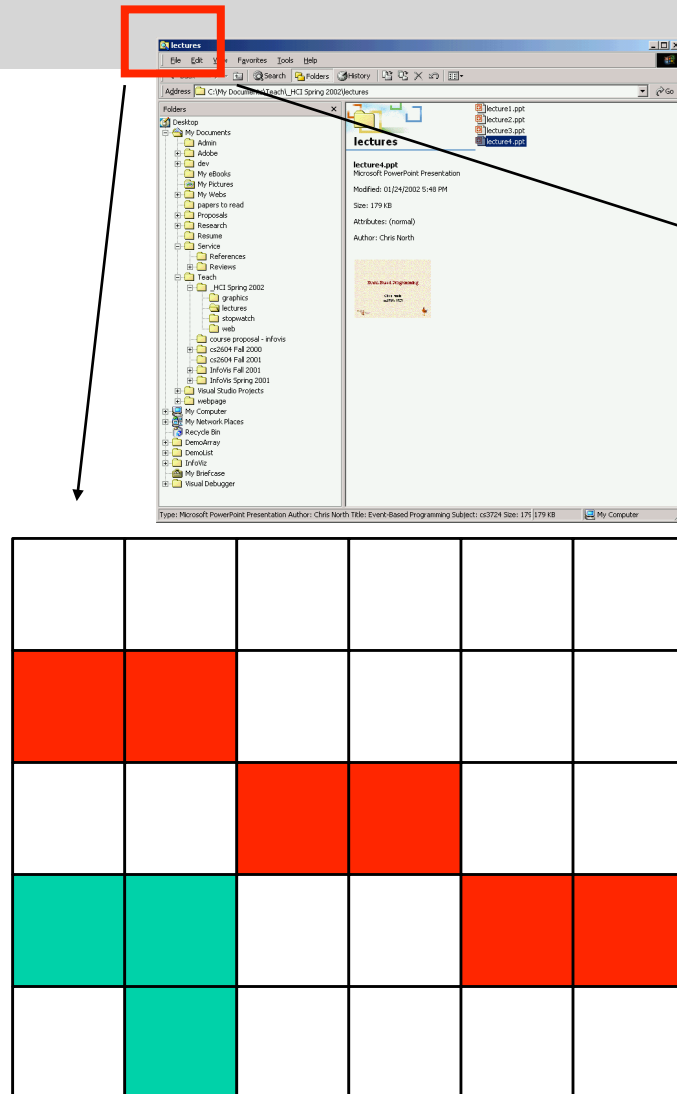 lectures
File Edit View Favorites Tools Help
Search Folders History
Address C:\My Documents\Teach\_HCI Spring 2002\lectures Go
Folders
Desktop
My Documents
Admin
Adobe
dev
My eBooks
My Pictures
My Webs
papers to read
Proposals
Research
Resume
Service
References
Reviews
Teach
_HCI Spring 2002
graphics
lectures
stopwatch
web
course proposal - infovis
cs2604 Fall 2000
cs2604 Fall 2001
InfoVis Fall 2001
InfoVis Spring 2001
Visual Studio Projects
webpage
My Computer
My Network Places
Recycle Bin
DemoArray
DemoList
InfoViz
My Briefcase
Visual Debugger
lectures
lecture4.ppt
Microsoft PowerPoint Presentation
Modified: 01/24/2002 5:48 PM
Size: 179 KB
Attributes: (normal)
Author: Chris North
Event-Based Programming
lecture1.ppt
lecture2.ppt
lecture3.ppt
lecture4.ppt
Type: Microsoft PowerPoint Presentation Author: Chris North Title: Event-Based Programming Subject: cs3724 Size: 179 179 KB My Computer